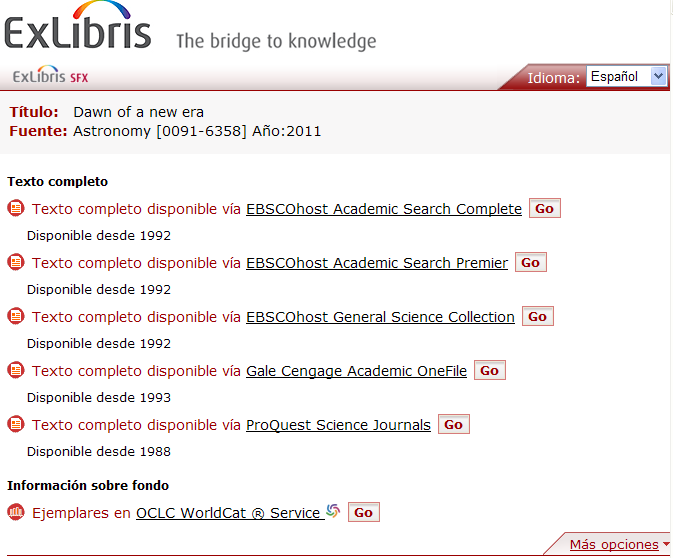 ExLibris The bridge to knowledge
ExLibris SFX Idioma: Español
Título: Dawn of a new era
Fuente: Astronomy [0091-6358] Año:2011
Texto completo
Texto completo disponible vía EBSCOhost Academic Search Complete Go
Disponible desde 1992
Texto completo disponible vía EBSCOhost Academic Search Premier Go
Disponible desde 1992
Texto completo disponible vía EBSCOhost General Science Collection Go
Disponible desde 1992
Texto completo disponible vía Gale Cengage Academic OneFile Go
Disponible desde 1993
Texto completo disponible vía ProQuest Science Journals Go
Disponible desde 1988
Información sobre fondo
Ejemplares en OCLC WorldCat ® Service Go
Más opciones